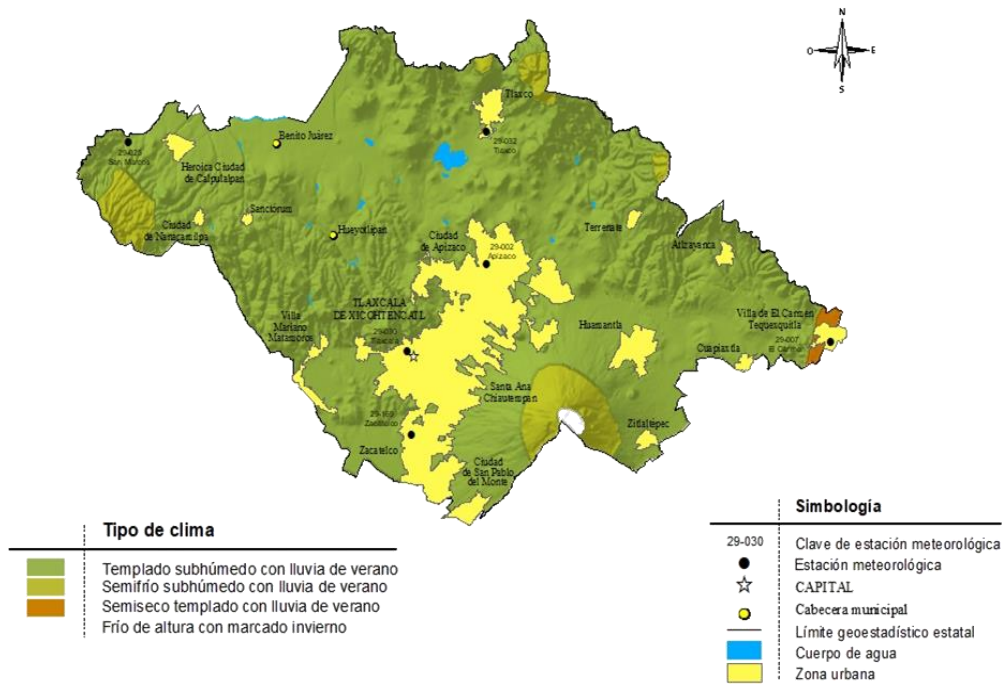 N
O
E
S
Tlaxco
29-032
Tlaxco
Benito Juárez
San Marcos
Heroica Ciudad
de Calpulalpan
Sanctorum
Ciudad
de Nanacamilpa
Hueyotlipan
Ciudad
de Apizaco
29-002
Apizaco
Terrenate
Atlzayanca
TLAXCALA
DE XICOHTENCATL
29-030
Tlaxcala
Villa
Mariano
Matamoros
Huamantla
Villa de El Carmen
Tequexquitla
29-007
El Carmen
Cuapiaxtla
Santa Ana
Chiautempan
Zitlaltépec
Zacatelco
Zacatelco
Ciudad
de San Pablo
del Monte
Tipo de clima
Templado subhúmedo con lluvia de verano
Semifrío subhúmedo con lluvia de verano
Semiseco templado con lluvia de verano
Frío de altura con marcado invierno
Simbología
29-030 Clave de estación meteorológica
Estación meteorológica
CAPITAL
Cabecera municipal
Límite geoestadístico estatal
Cuerpo de agua
Zona urbana